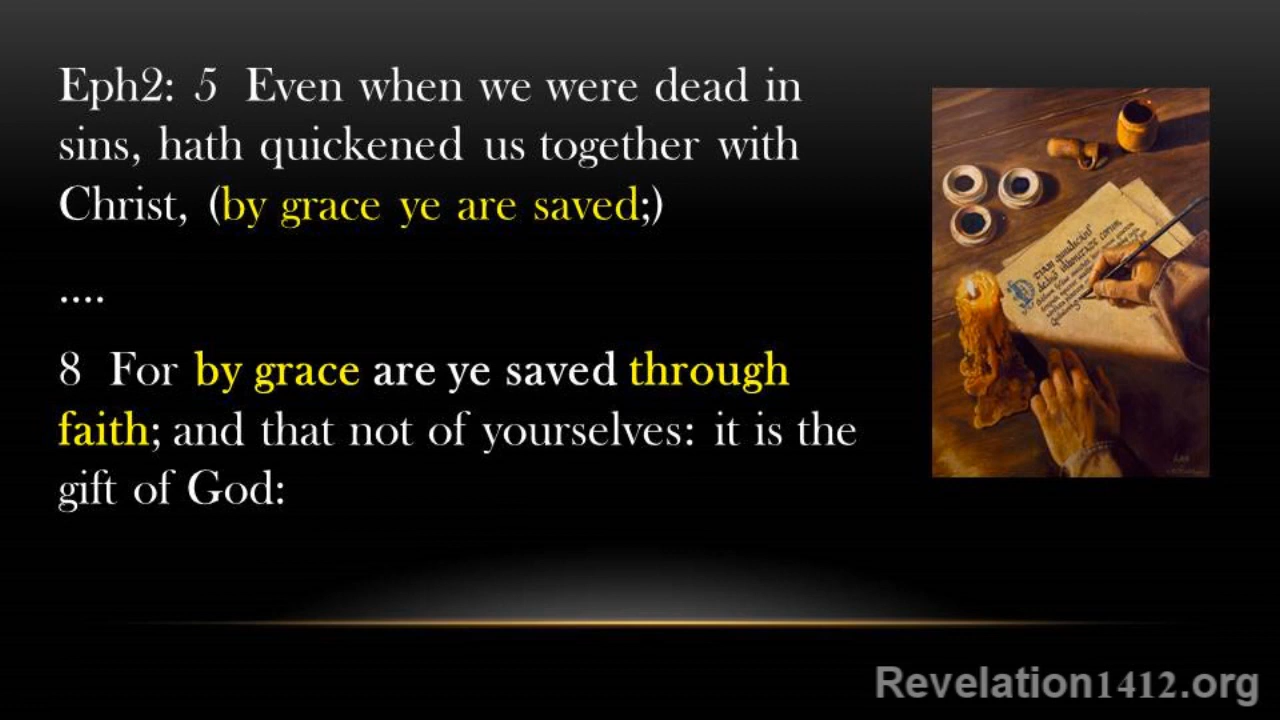 Eph2: 5 Even when we were dead in
sins, hath quickened us together with
Christ, (by grace ye are saved;)
....
8 For by grace are ye saved through
faith; and that not of yourselves: it is the
gift of God:
Revelation1412.org